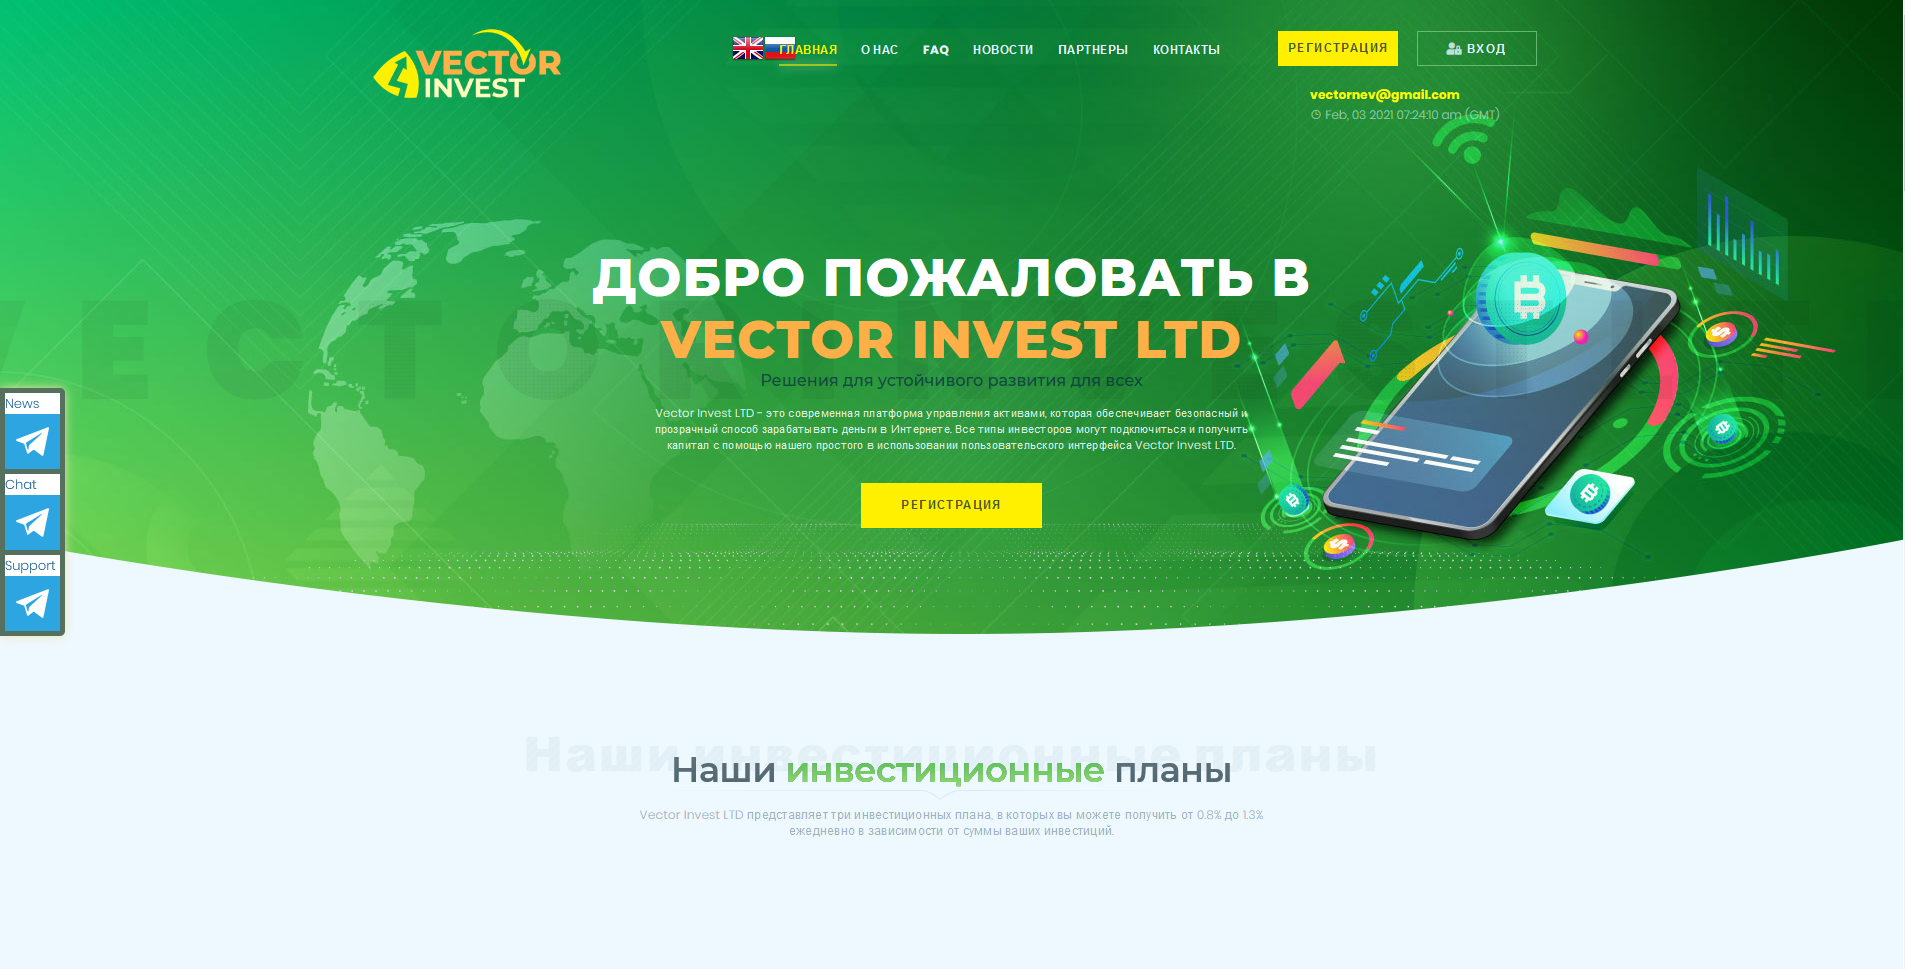 VECTOR
INVEST
ГЛАВНАЯ
О НАС
FAQ
НОВОСТИ
ПАРТНЕРЫ
КОНТАКТЫ
РЕГИСТРАЦИЯ
ВХОД
vectornev@gmail.com
Feb, 03 2021 07:24:10 am (GMT)
ДОБРО ПОЖАЛОВАТЬ В
VECTOR INVEST LTD
Решения для устойчивого развития для всех
Vector Invest LTD - это современная платформа управления активами, которая обеспечивает безопасный и
прозрачный способ зарабатывать деньги в Интернете. Все типы инвесторов могут подключиться и получить
капитал с помощью нашего простого в использовании пользовательского интерфейса Vector Invest LTD.
РЕГИСТРАЦИЯ
News
Chat
Support
Наши инвестиционные планы
Наши инвестиционные планы
Vector Invest LTD представляет три инвестиционных плана, в которых вы можете получить от 0.8% до 1.3%
ежедневно в зависимости от суммы ваших инвестиций.